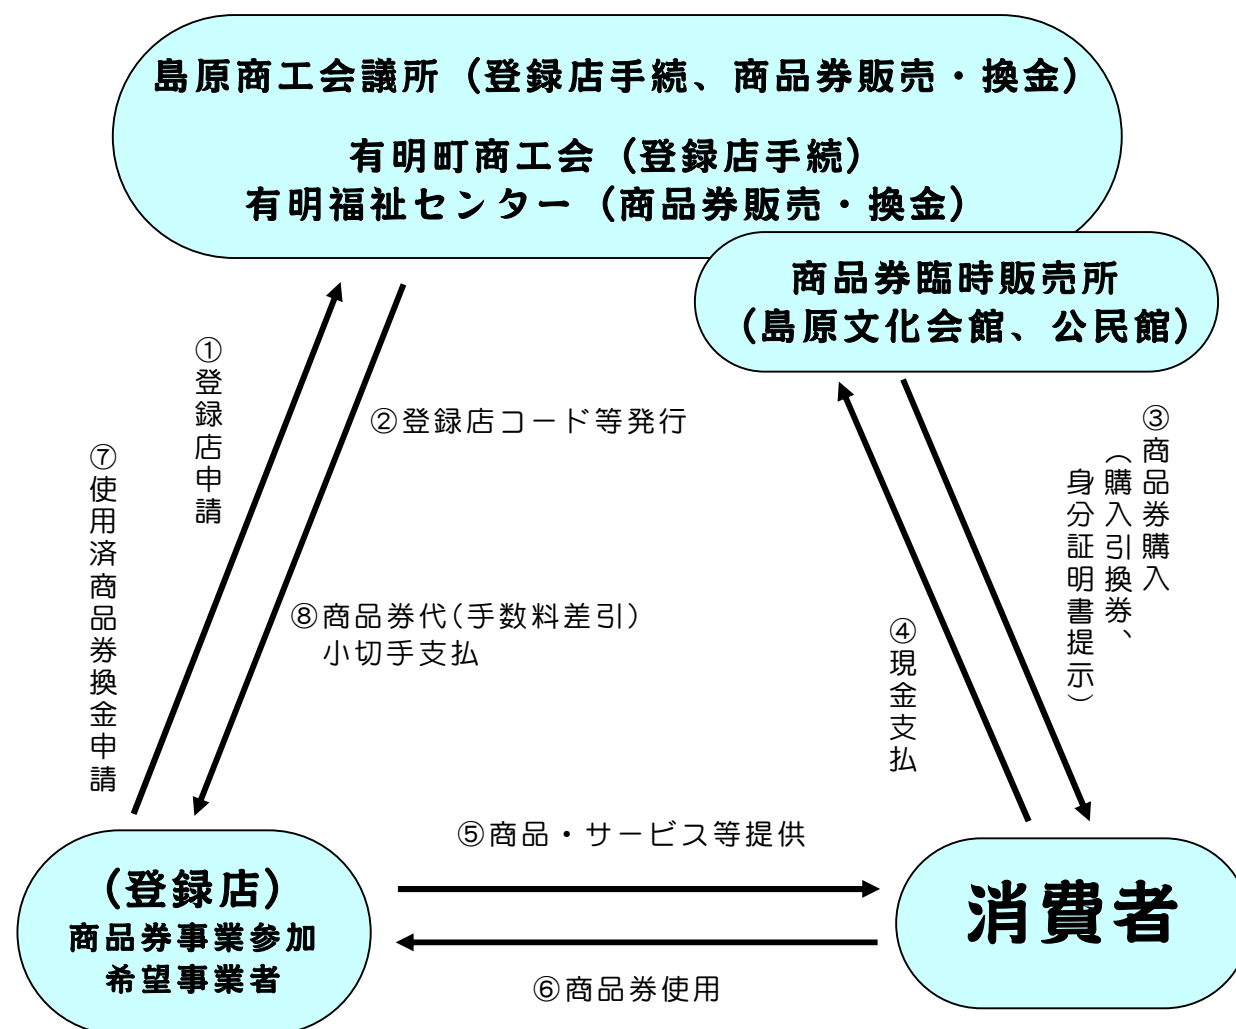 島原商工会議所（登録店手続、商品券販売・換金）
有明町商工会（登録店手続）
有明福祉センター（商品券販売・換金）
商品券臨時販売所
（島原文化会館、公民館）
①登録店申請
②登録店コード等発行
③商品券購入
（購入引換券、
身分証明書提示）
⑦使用済商品券換金申請
⑧商品券代(手数料差引)
小切手支払
④現金支払
⑤商品・サービス等提供
（登録店）
商品券事業参加
希望事業者
消費者
⑥商品券使用